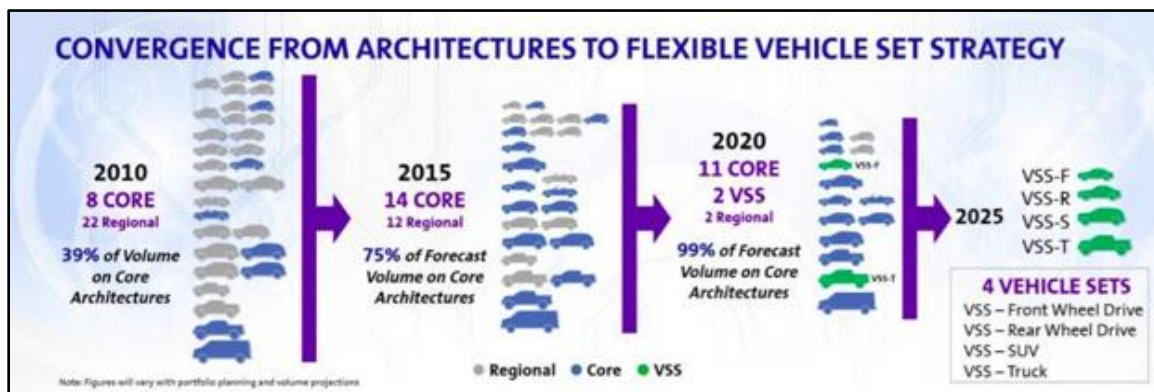 CONVERGENCE FROM ARCHITECTURES TO FLEXIBLE VEHICLE SET STRATEGY
2010
8 CORE
22 Regional
39% of Volume
on Core
Architectures
2015
14 CORE
12 Regional
75% of Forecast
Volume on Core
Architectures
2020
11 CORE
2 VSS
2 Regional
99% of Forecast
Volume on Core
Architectures
VSS-F
VSS-T
2025
VSS-F
VSS-R
VSS-S
VSS-T
4 VEHICLE SETS
VSS – Front Wheel Drive
VSS – Rear Wheel Drive
VSS – SUV
VSS – Truck
Regional Core VSS
Note: Figures will vary with portfolio planning and volume projections